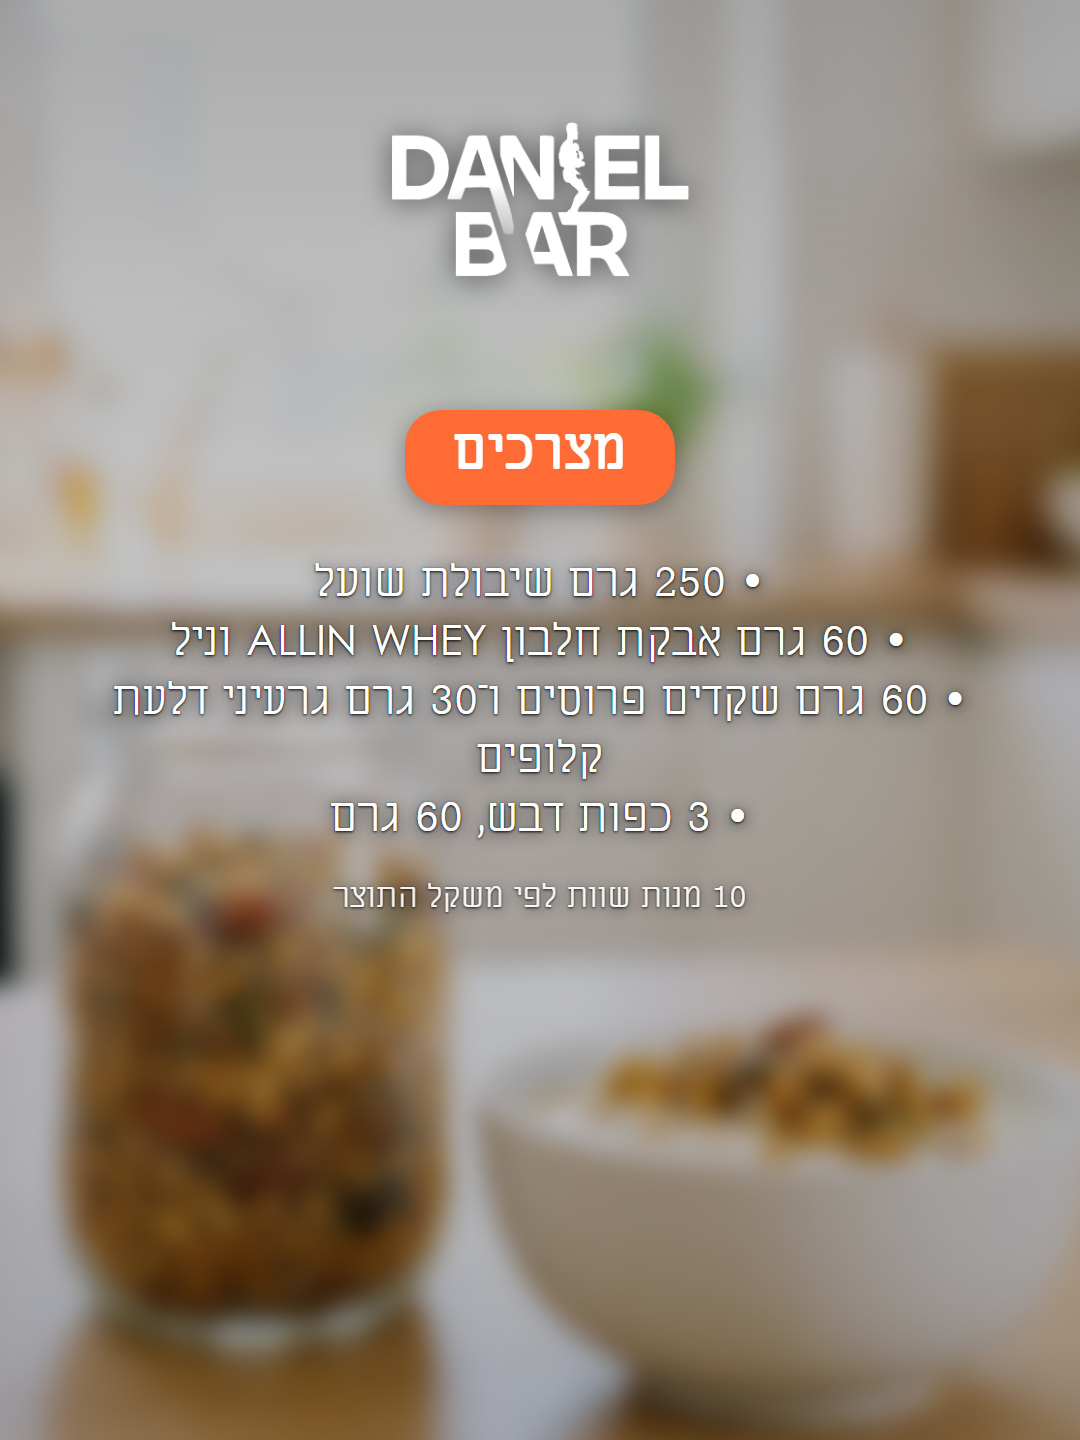 DANIEL
BAR
מצרכים
• 250 גרם שיבולת שועל
• 60 גרם אבקת חלבון ALLIN WHEY וניל
• 60 גרם שקדים פרוסים ו־30 גרם גרעיני דלעת
קלופים
• 3 כפות דבש, 60 גרם
10 מנות שוות לפי משקל התוצר